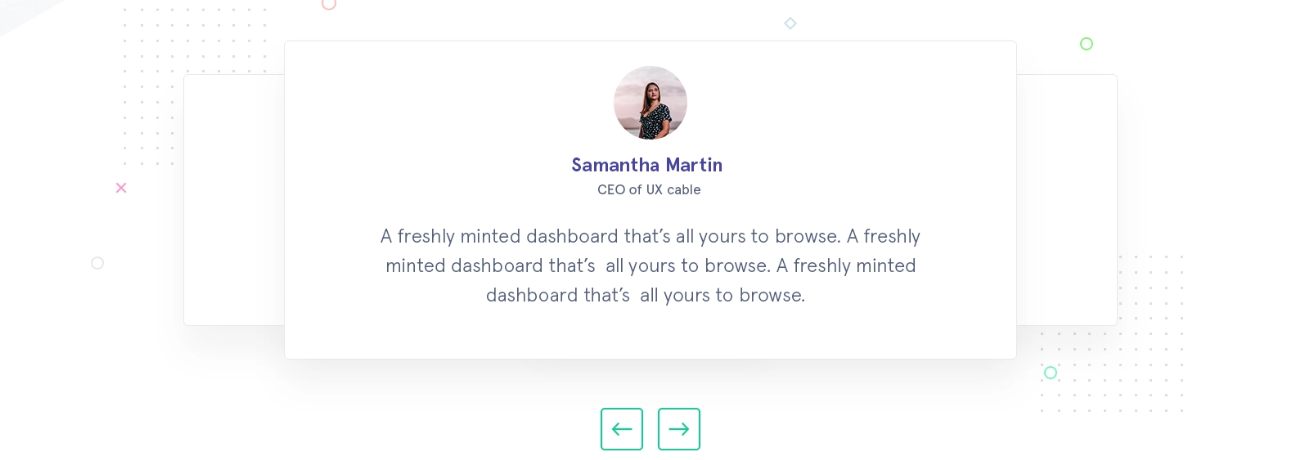 Samantha Martin
CEO of UX cable
A freshly minted dashboard that’s all yours to browse. A freshly
minted dashboard that’s  all yours to browse. A freshly minted
dashboard that’s  all yours to browse.